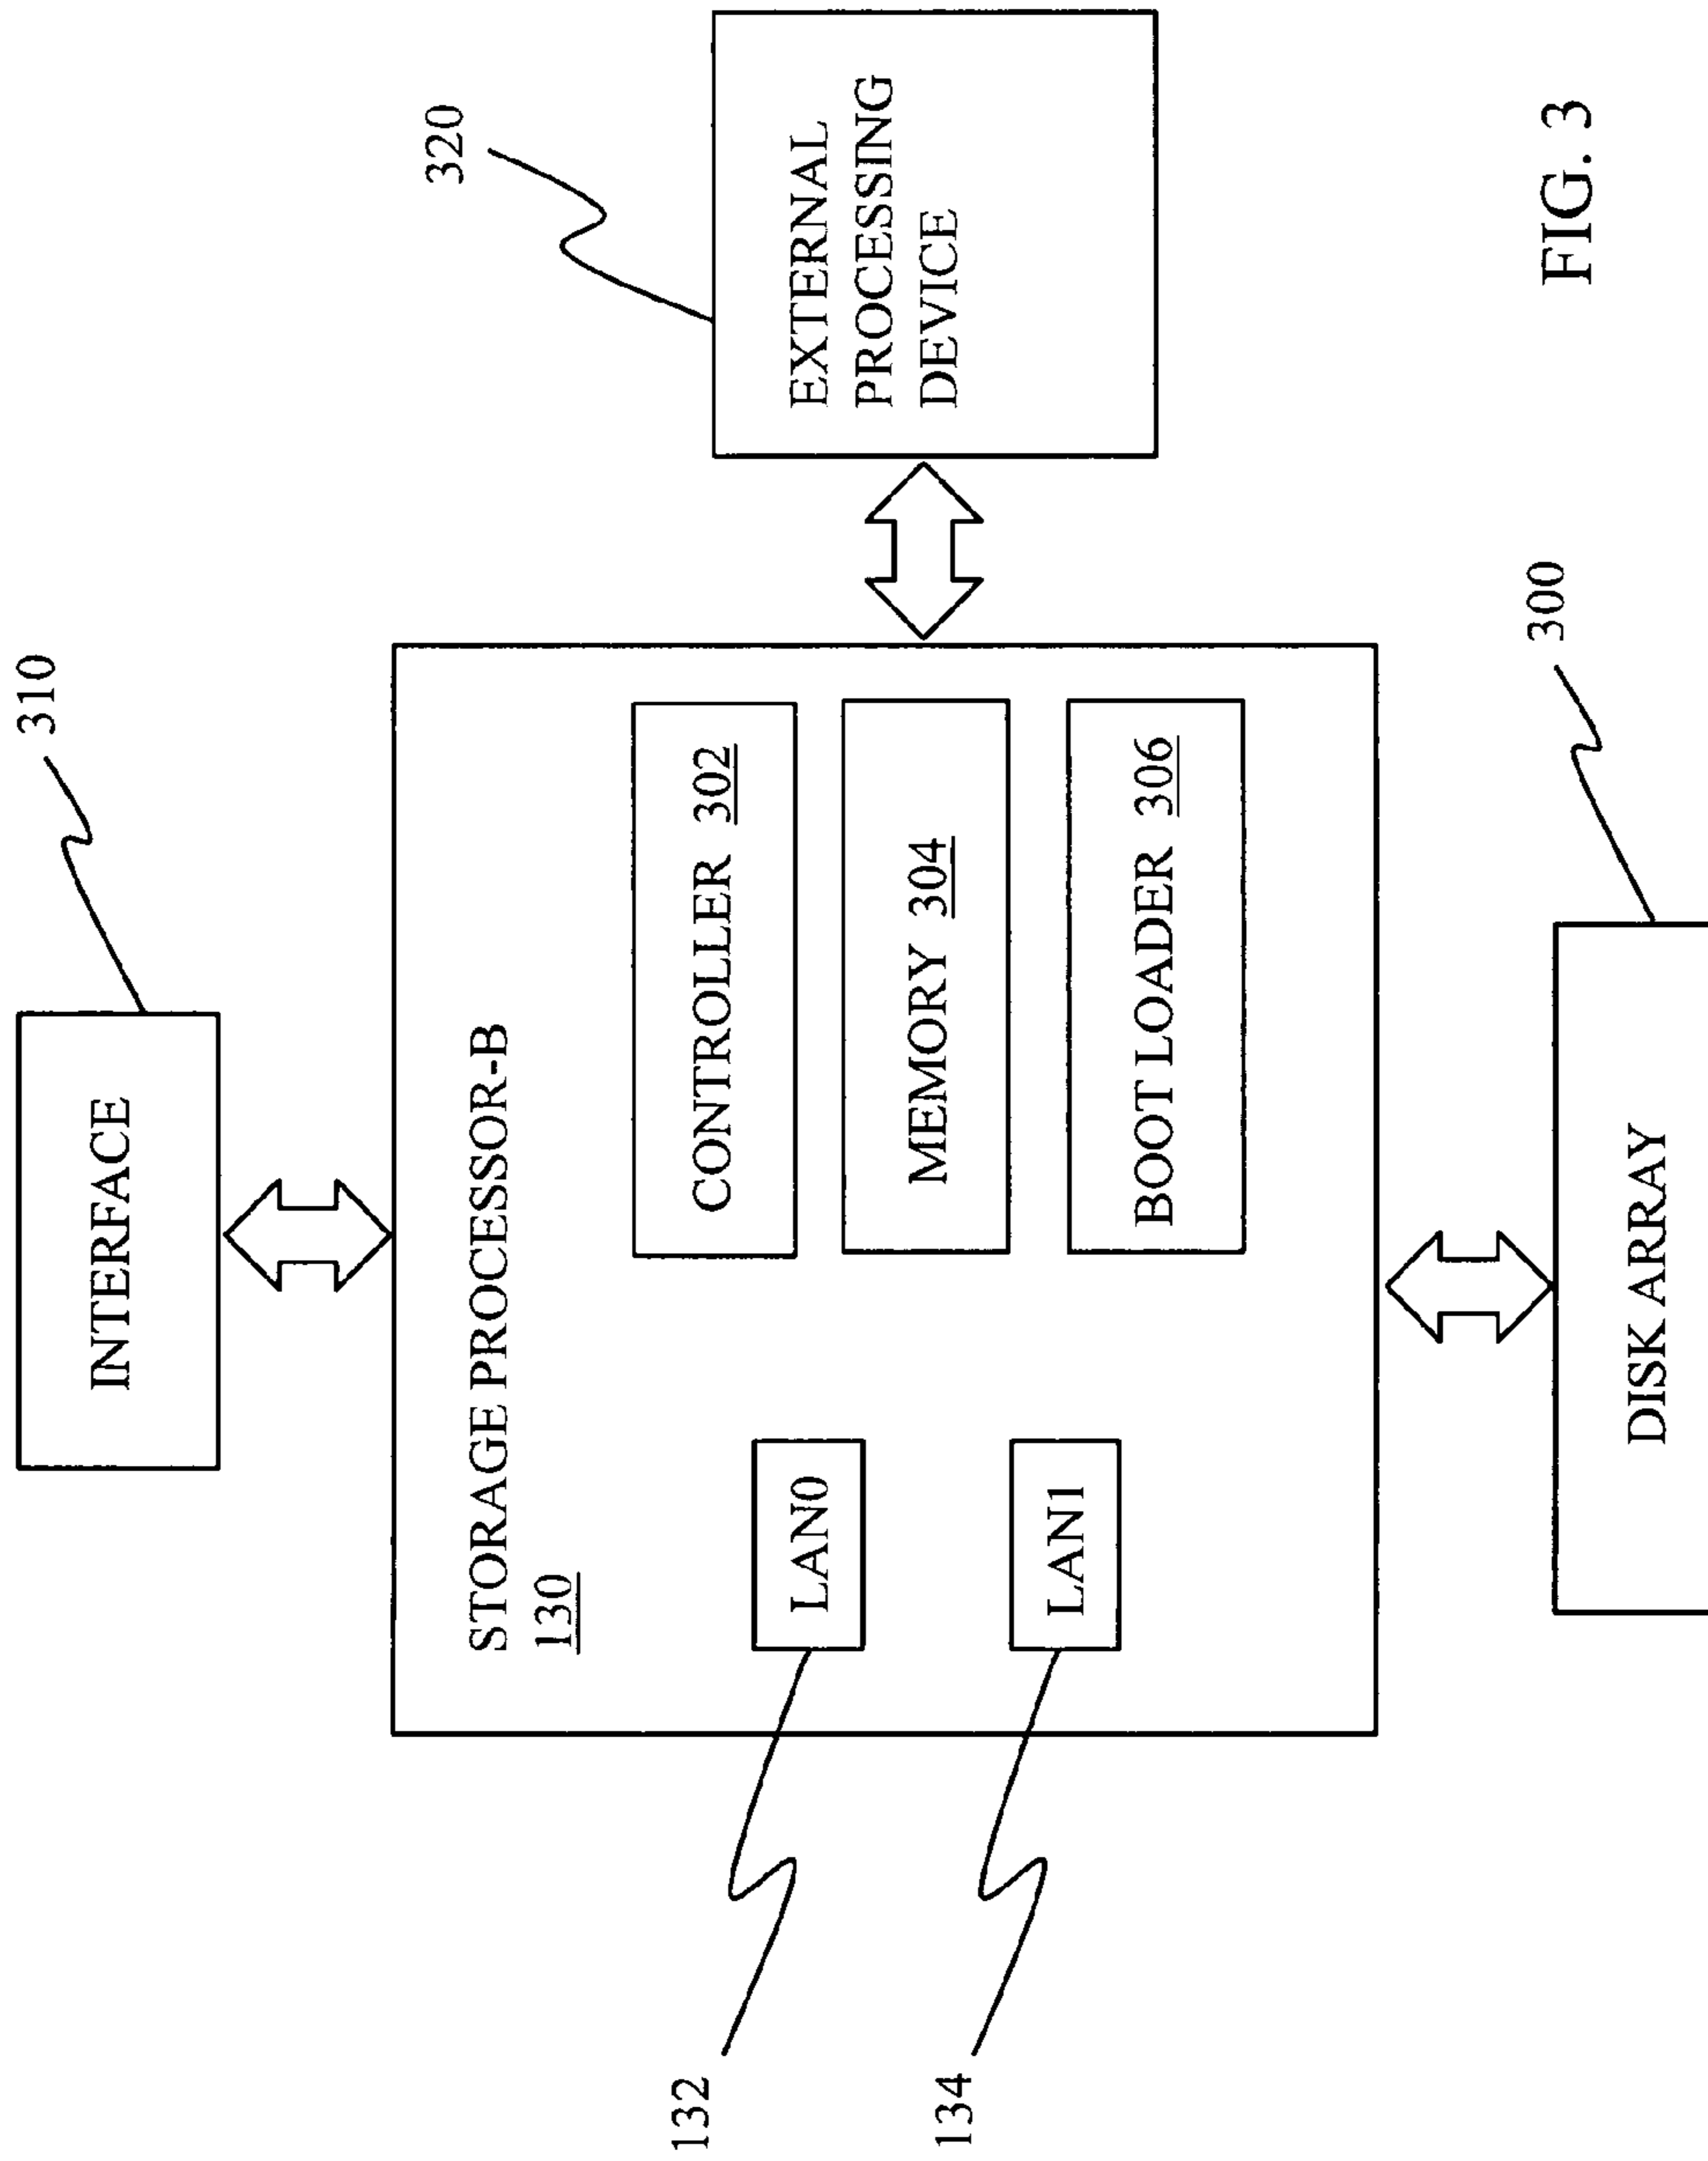 310
INTERFACE
320
STORAGE PROCESSOR-B
130
EXTERNAL
PROCESSING
DEVICE
CONTROLLER 302
132
LAN0
MEMORY 304
134
LAN1
BOOT LOADER 306
300
DISK ARRAY
FIG. 3